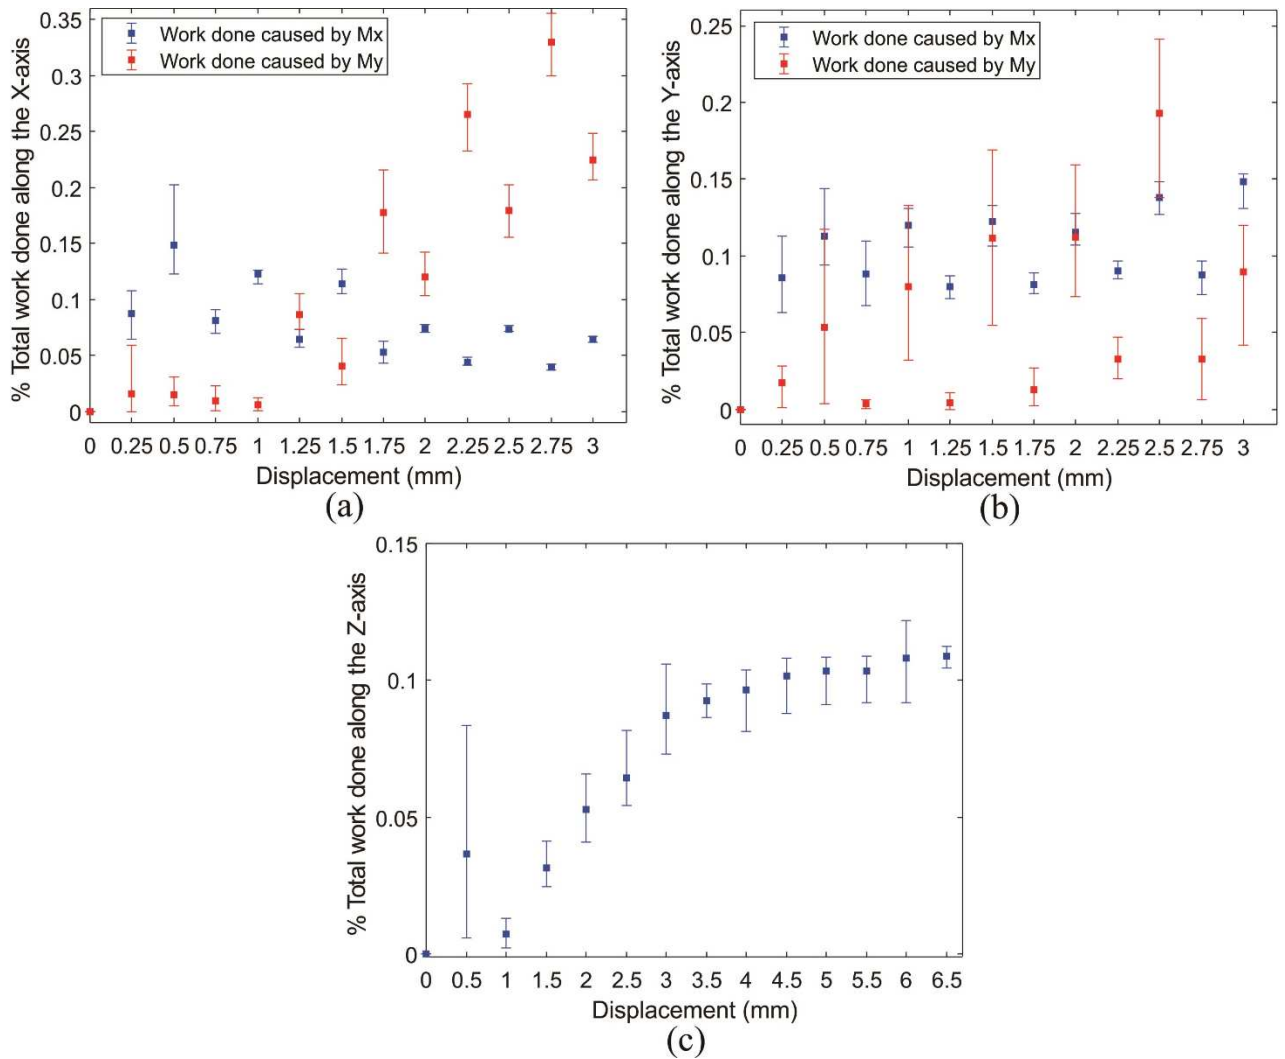 % Total work done along the X-axis
0.35
0.3
0.25
0.2
0.15
0.1
0.05
0
Work done caused by Mx
Work done caused by My
0 0.25 0.5 0.75 1 1.25 1.5 1.75 2 2.25 2.5 2.75 3
Displacement (mm)
(a)
% Total work done along the Y-axis
0.25
0.2
0.15
0.1
0.05
0
Work done caused by Mx
Work done caused by My
0 0.25 0.5 0.75 1 1.25 1.5 1.75 2 2.25 2.5 2.75 3
Displacement (mm)
(b)
% Total work done along the Z-axis
0.15
0.1
0.05
0
0 0.5 1 1.5 2 2.5 3 3.5 4 4.5 5 5.5 6 6.5
Displacement (mm)
(c)